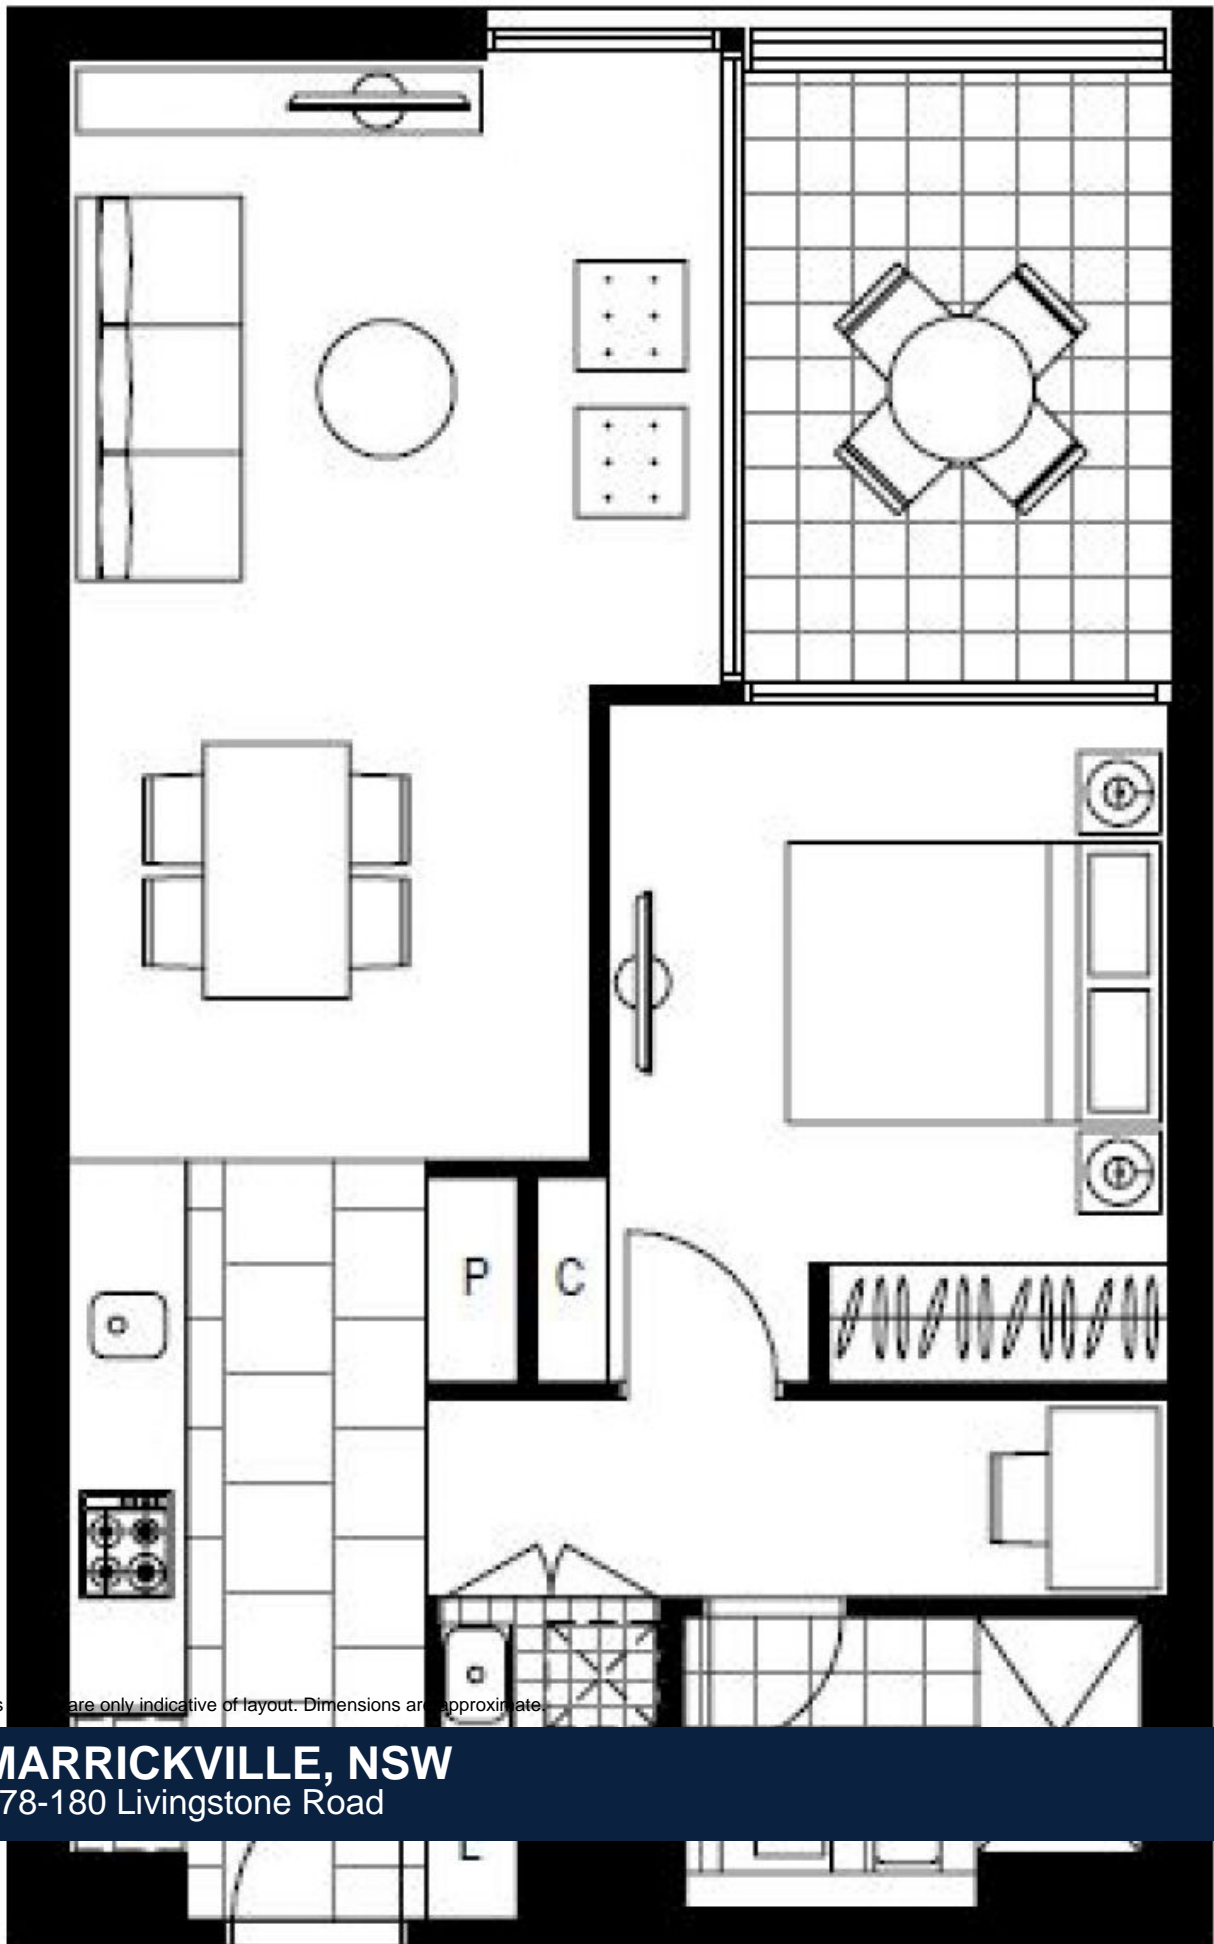 P
C
are only indicative of layout. Dimensions are approximate.
MARRICKVILLE, NSW
78-180 Livingstone Road
L